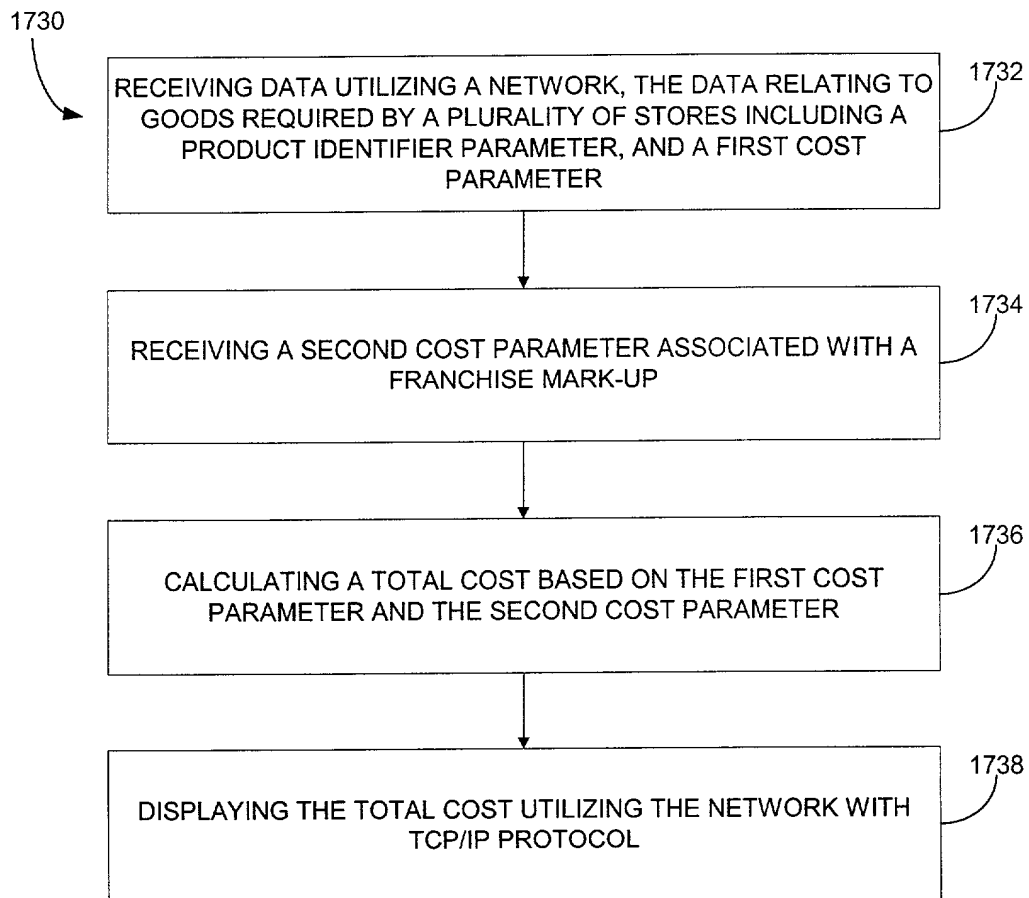 1730
RECEIVING DATA UTILIZING A NETWORK, THE DATA RELATING TO
GOODS REQUIRED BY A PLURALITY OF STORES INCLUDING A
PRODUCT IDENTIFIER PARAMETER, AND A FIRST COST
PARAMETER
1732
RECEIVING A SECOND COST PARAMETER ASSOCIATED WITH A
FRANCHISE MARK-UP
1734
CALCULATING A TOTAL COST BASED ON THE FIRST COST
PARAMETER AND THE SECOND COST PARAMETER
1736
DISPLAYING THE TOTAL COST UTILIZING THE NETWORK WITH
TCP/IP PROTOCOL
1738